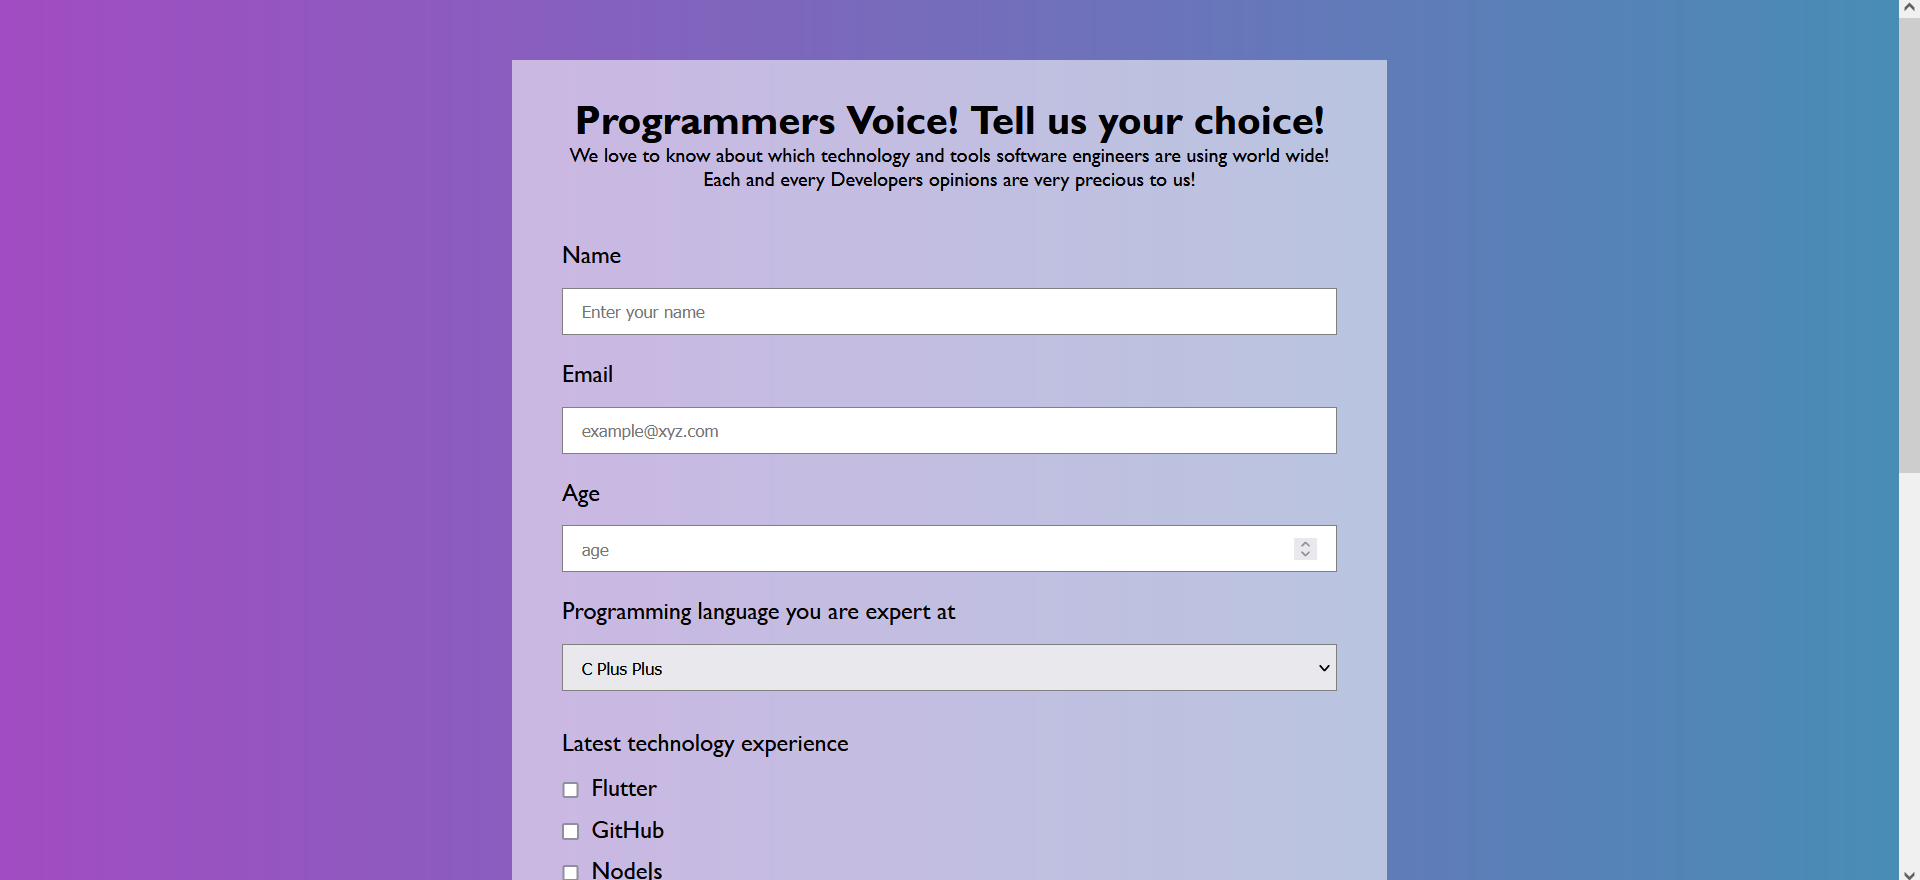 Programmers Voice! Tell us your choice!
We love to know about which technology and tools software engineers are using world wide!
Each and every Developers opinions are very precious to us!
Name
Enter your name
Email
example@xyz.com
Age
age
Programming language you are expert at
C Plus Plus
Latest technology experience
Flutter
GitHub
NodeJs